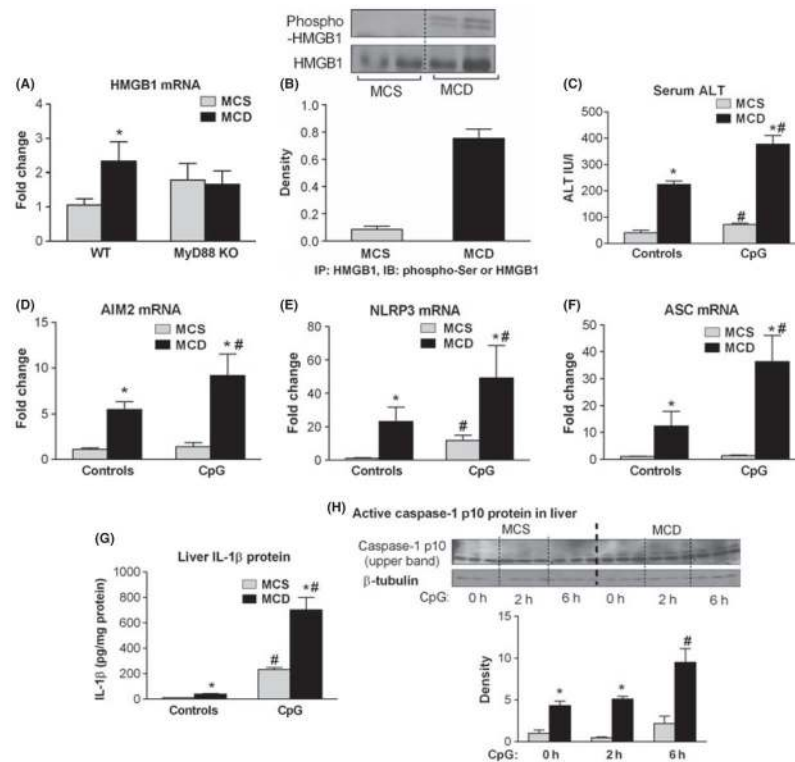 Phospho
-HMGB1
HMGB1
MCS MCD
(A) HMGB1 mRNA
MCS
MCD
Fold change
4
3
2
1
0
*
WT MyD88 KO
(B)
Density
1.0
0.8
0.6
0.4
0.2
0.0
MCS MCD
IP: HMGB1, IB: phospho-Ser or HMGB1
(C) Serum ALT
MCS
MCD
ALT IU/l
500
400
300
200
100
0
*
#
*#
Controls CpG
(D) AIM2 mRNA
MCS
MCD
Fold change
15
10
5
0
*
*#
Controls CpG
(E) NLRP3 mRNA
MCS
MCD
Fold change
80
60
40
20
0
*
#
*#
Controls CpG
(F) ASC mRNA
MCS
MCD
Fold change
50
40
30
20
10
0
*
*#
Controls CpG
(G) Liver IL-1β protein
MCS
MCD
IL-1β (pg/mg protein)
1000
800
600
400
200
0
*
#
*#
Controls CpG
(H) Active caspase-1 p10 protein in liver
MCS MCD
Caspase-1 p10
(upper band)
β-tubulin
CpG: 0 h 2 h 6 h 0 h 2 h 6 h
Density
15
10
5
0
*
*
#
CpG: 0 h 2 h 6 h